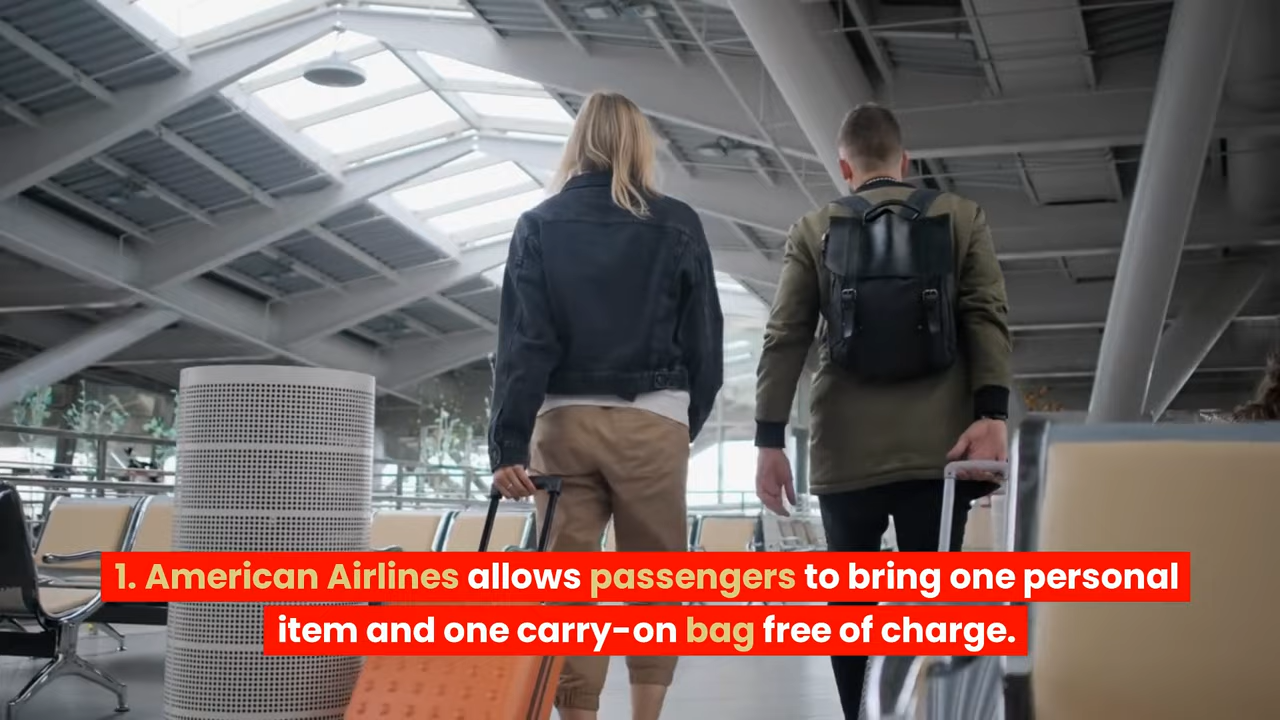 1. American Airlines allows passengers to bring one personal
item and one carry-on bag free of charge.